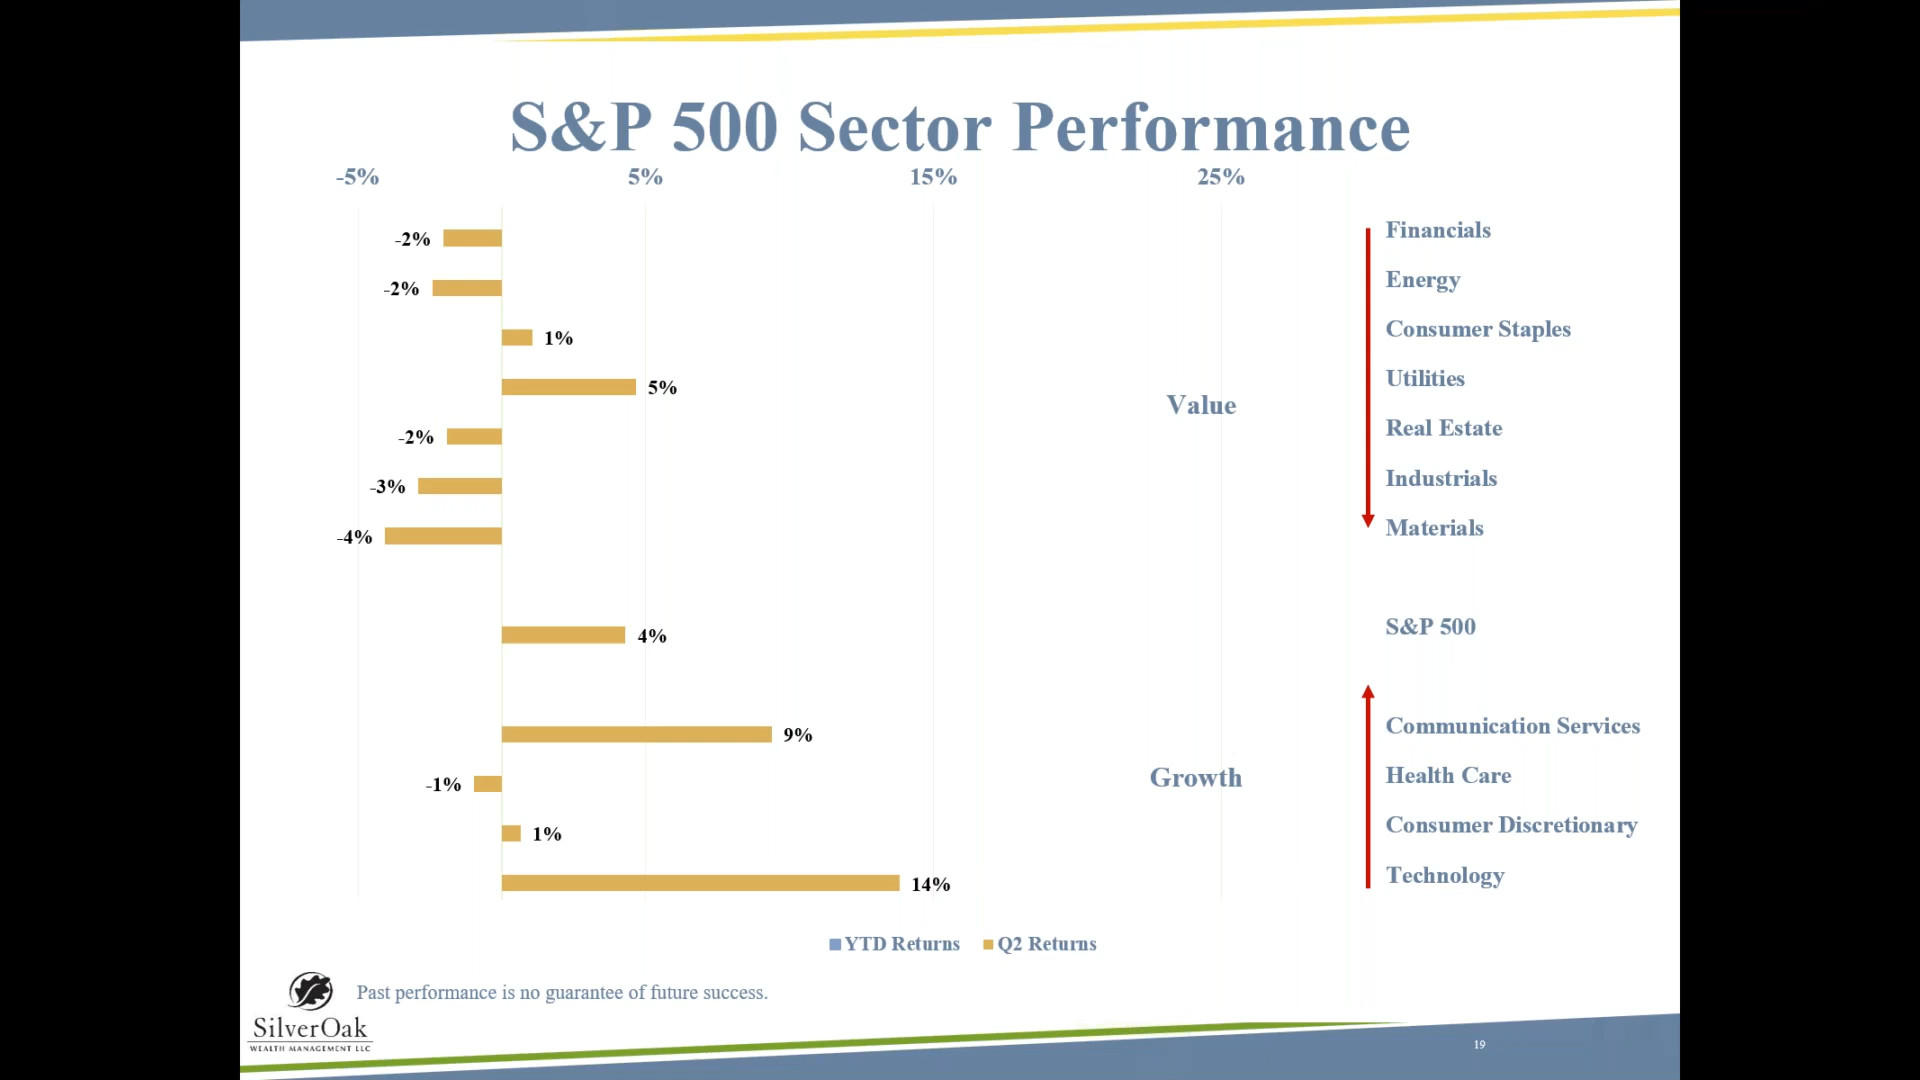 S&P 500 Sector Performance
-5% 5% 15% 25%
-2% Financials
-2% Energy
1% Consumer Staples
5% Utilities
Value
-2% Real Estate
-3% Industrials
-4% Materials
4% S&P 500
9% Communication Services
Growth
-1% Health Care
1% Consumer Discretionary
14% Technology
YTD Returns Q2 Returns
Past performance is no guarantee of future success.
SilverOak
WEALTH MANAGEMENT LLC
19